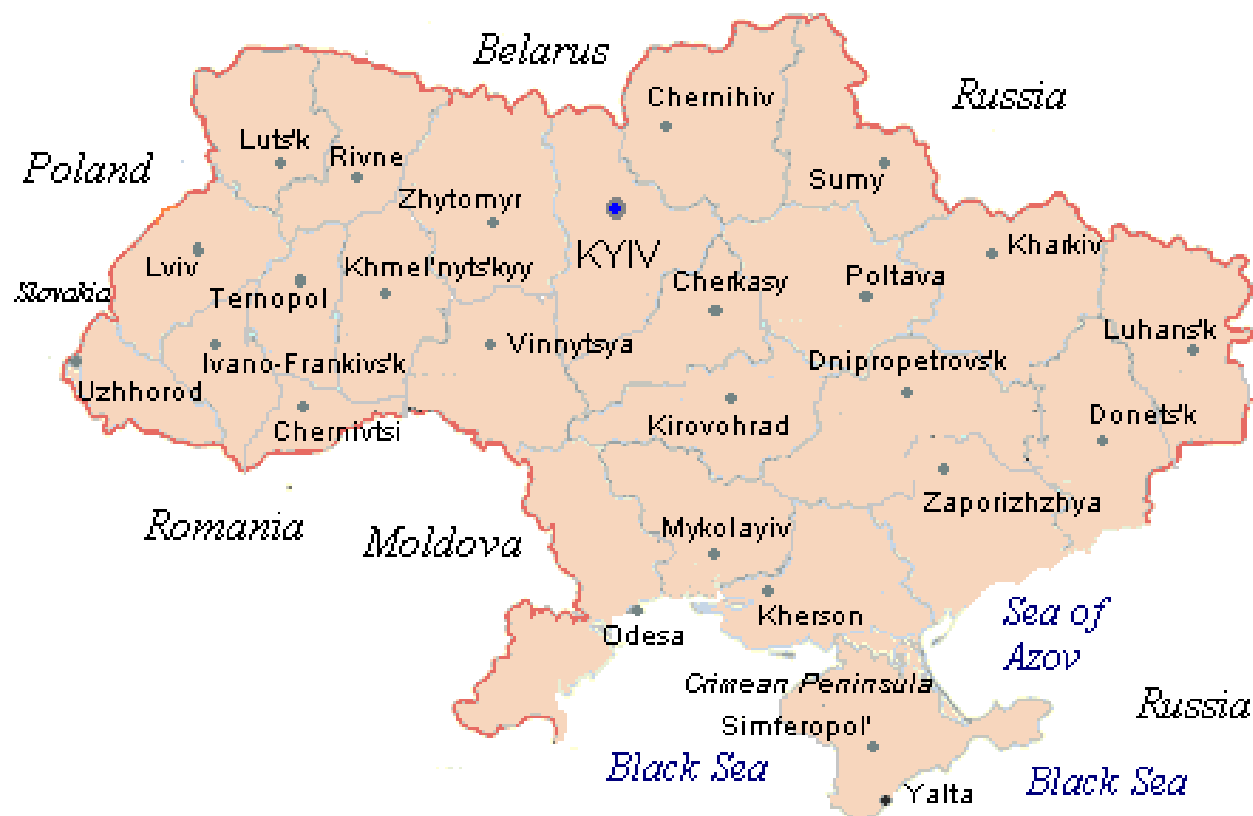 Belarus
Chernihiv
Russia
Luts'k
Rivne
Poland
Sumy
Zhytomyr
KYIV
Kharkiv
Lviv
Khmel'nyts'kyy
Cherkasy
Poltava
Slovakia
Ternopol
Luhans'k
Vinnytsya
Ivano-Frankivs'k
Dnipropetrovs'k
Uzhhorod
Donets'k
Chernivtsi
Kirovohrad
Zaporizhzhya
Romania
Moldova
Mykolayiv
Kherson
Sea of
Azov
Odesa
Crimean Peninsula
Russia
Simferopol'
Black Sea
Black Sea
Yalta